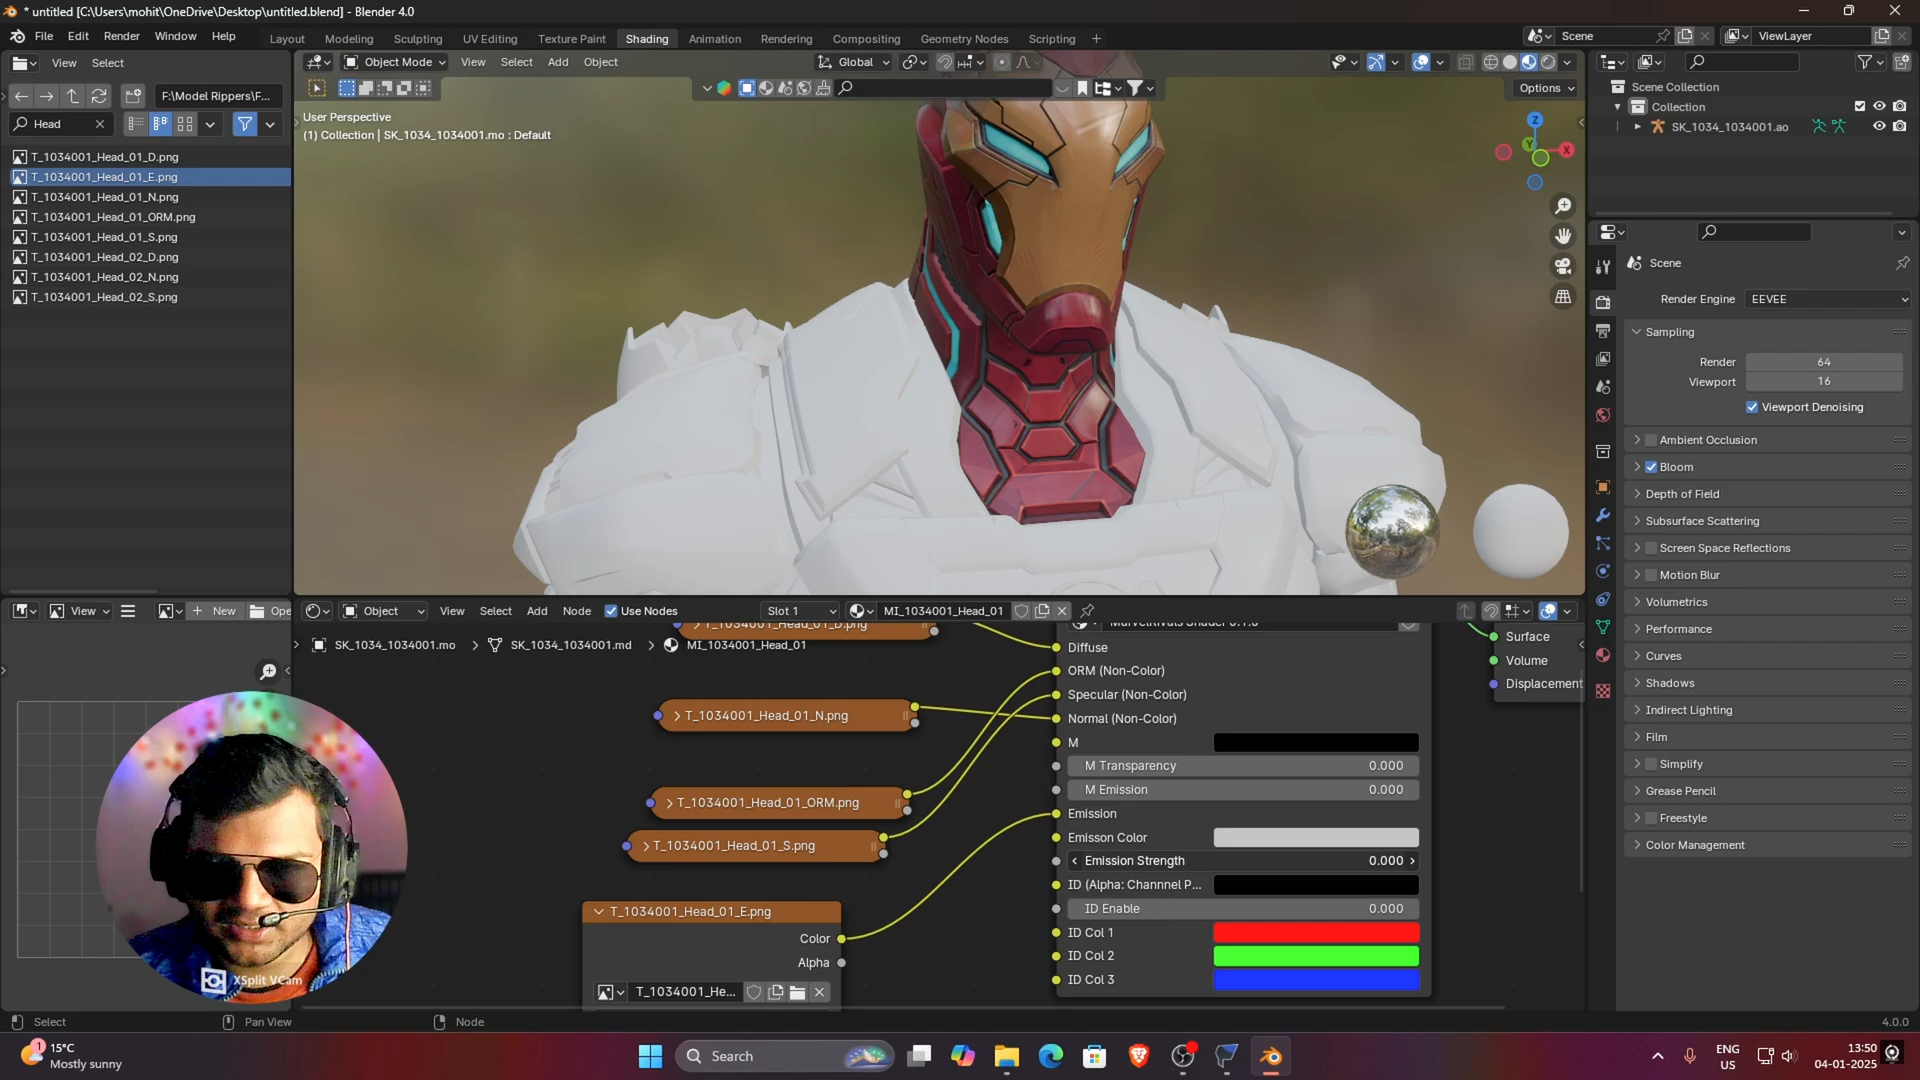 * untitled [C:\Users\mohit\OneDrive\Desktop\untitled.blend] - Blender 4.0
File Edit Render Window Help
Layout Modeling Sculpting UV Editing Texture Paint Shading Animation Rendering Compositing Geometry Nodes Scripting +
Scene
ViewLayer
View Select
F:\Model Rippers\F...
Head
T_1034001_Head_01_D.png
T_1034001_Head_01_E.png
T_1034001_Head_01_N.png
T_1034001_Head_01_ORM.png
T_1034001_Head_01_S.png
T_1034001_Head_02_D.png
T_1034001_Head_02_N.png
T_1034001_Head_02_S.png
Object Mode View Select Add Object
Global
Options
User Perspective
(1) Collection | SK_1034_1034001.mo : Default
Z
Y
X
Scene Collection
Collection
SK_1034_1034001.ao
Scene
Render Engine EEVEE
Sampling
Render 64
Viewport 16
Viewport Denoising
Ambient Occlusion
Bloom
Depth of Field
Subsurface Scattering
Screen Space Reflections
Motion Blur
Volumetrics
Performance
Curves
Shadows
Indirect Lighting
Film
Simplify
Grease Pencil
Freestyle
Color Management
View
New
Ope
Object View Select Add Node Use Nodes Slot 1 MI_1034001_Head_01
SK_1034_1034001.mo > SK_1034_1034001.md > MI_1034001_Head_01
T_1034001_Head_01_D.png
T_1034001_Head_01_N.png
T_1034001_Head_01_ORM.png
T_1034001_Head_01_S.png
T_1034001_Head_01_E.png
Color
Alpha
T_1034001_He...
MarvelRivals Shader 0.1.0
Diffuse
ORM (Non-Color)
Specular (Non-Color)
Normal (Non-Color)
M
M Transparency 0.000
M Emission 0.000
Emission
Emisson Color
Emission Strength 0.000
ID (Alpha: Channnel P...
ID Enable 0.000
ID Col 1
ID Col 2
ID Col 3
Surface
Volume
Displacement
XSplit VCam
Select
Pan View
Node
4.0.0
1
15°C
Mostly sunny
Search
ENG
US
13:50
04-01-2025